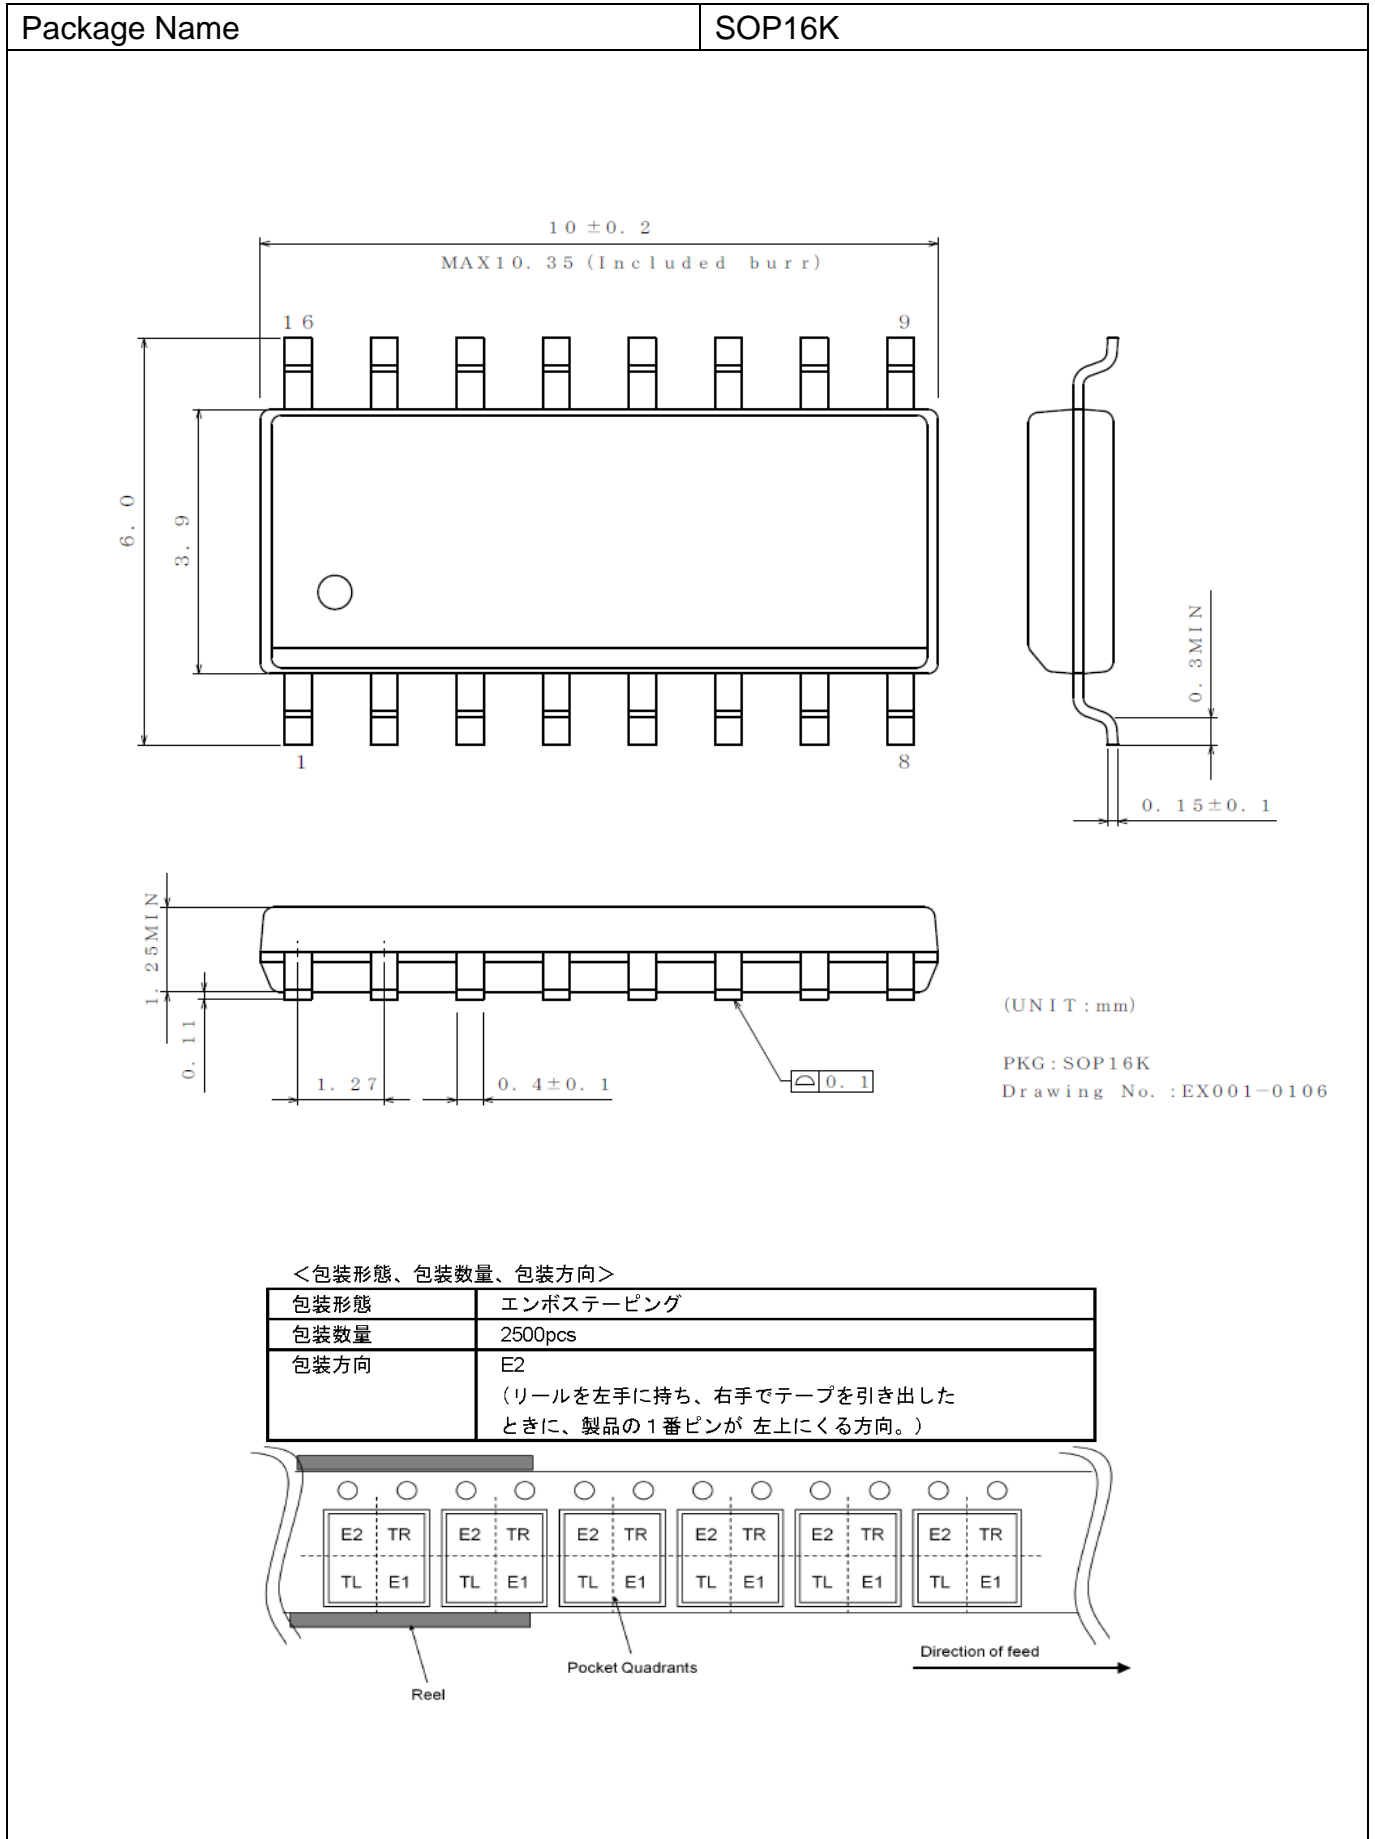 Package Name SOP16K
10±0.2
MAX10.35(Included burr)
16 9
6.0
3.9
0.3MIN
1 8
0.15±0.1
1.25MIN
0.11
1.27
0.4±0.1
⌓ 0.1
(UNIT:mm)
PKG:SOP16K
Drawing No.:EX001-0106
＜包装形態、包装数量、包装方向＞
包装形態 エンボステーピング
包装数量 2500pcs
包装方向 E2
（リールを左手に持ち、右手でテープを引き出した
ときに、製品の１番ピンが 左上にくる方向。）
E2 TR E2 TR E2 TR E2 TR E2 TR E2 TR
TL E1 TL E1 TL E1 TL E1 TL E1 TL E1
Direction of feed
Pocket Quadrants
Reel